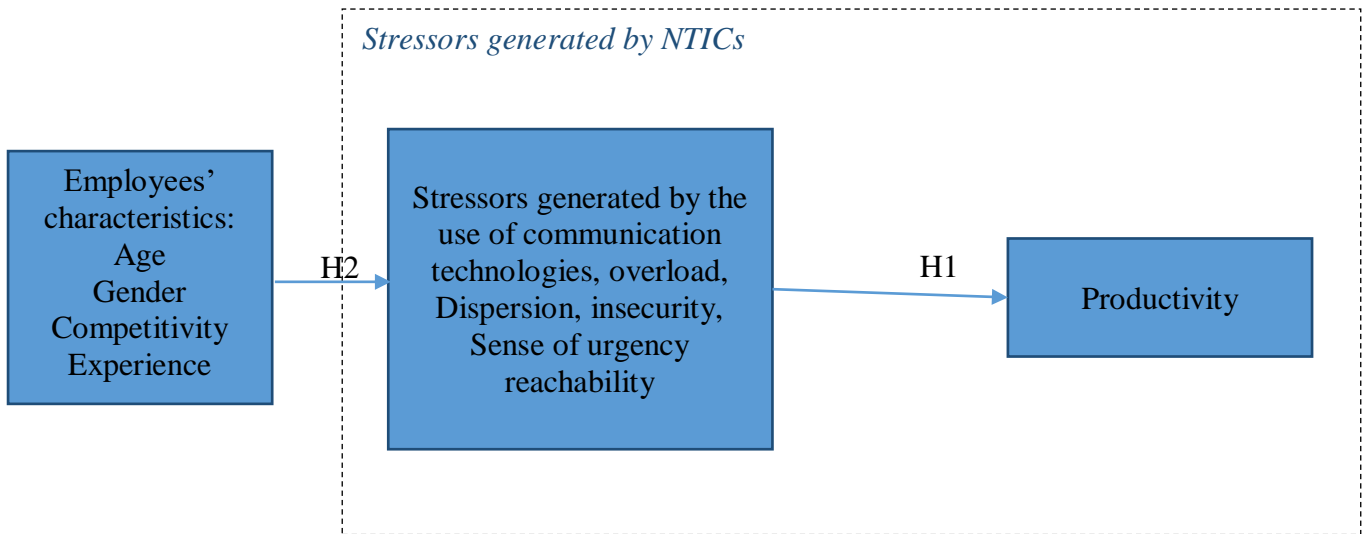 Stressors generated by NTICs
Employees’
characteristics:
Age
Gender
Competitivity
Experience
H2
Stressors generated by the
use of communication
technologies, overload,
Dispersion, insecurity,
Sense of urgency
reachability
H1
Productivity